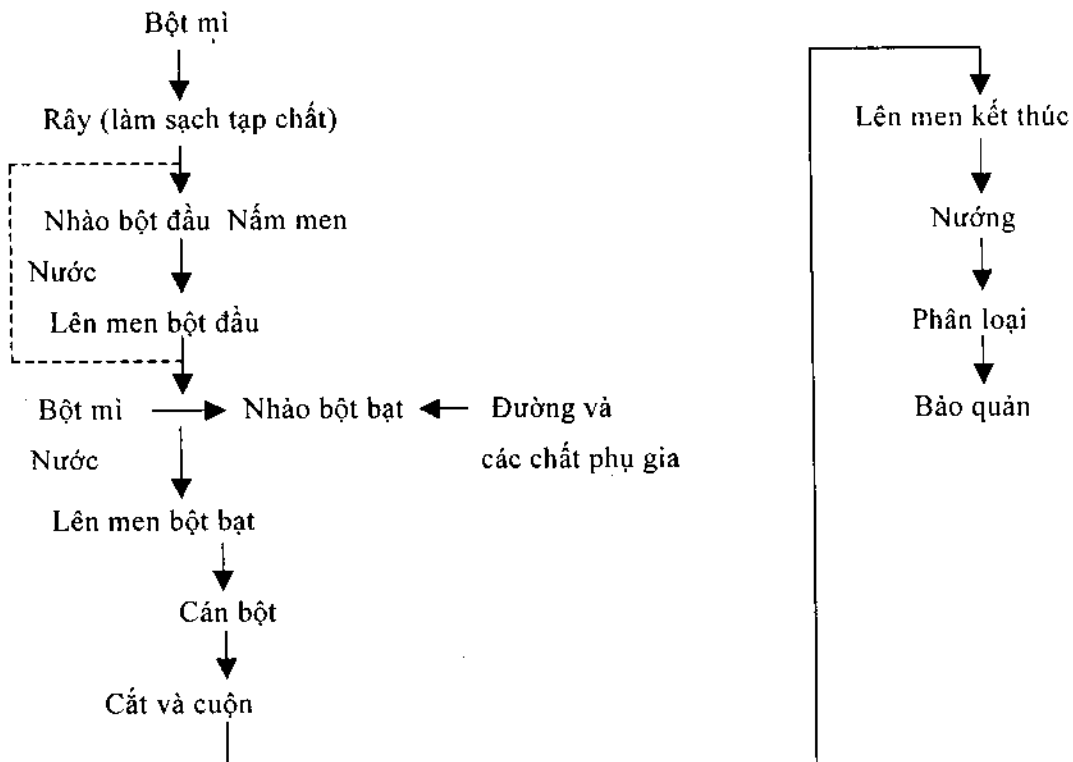 Bột mì
Rây (làm sạch tạp chất)
Nhào bột đầu Nấm men
Nước
Lên men bột đầu
Bột mì Nhào bột bạt Đường và
Nước các chất phụ gia
Lên men bột bạt
Cán bột
Cắt và cuộn
Lên men kết thúc
Nướng
Phân loại
Bảo quản